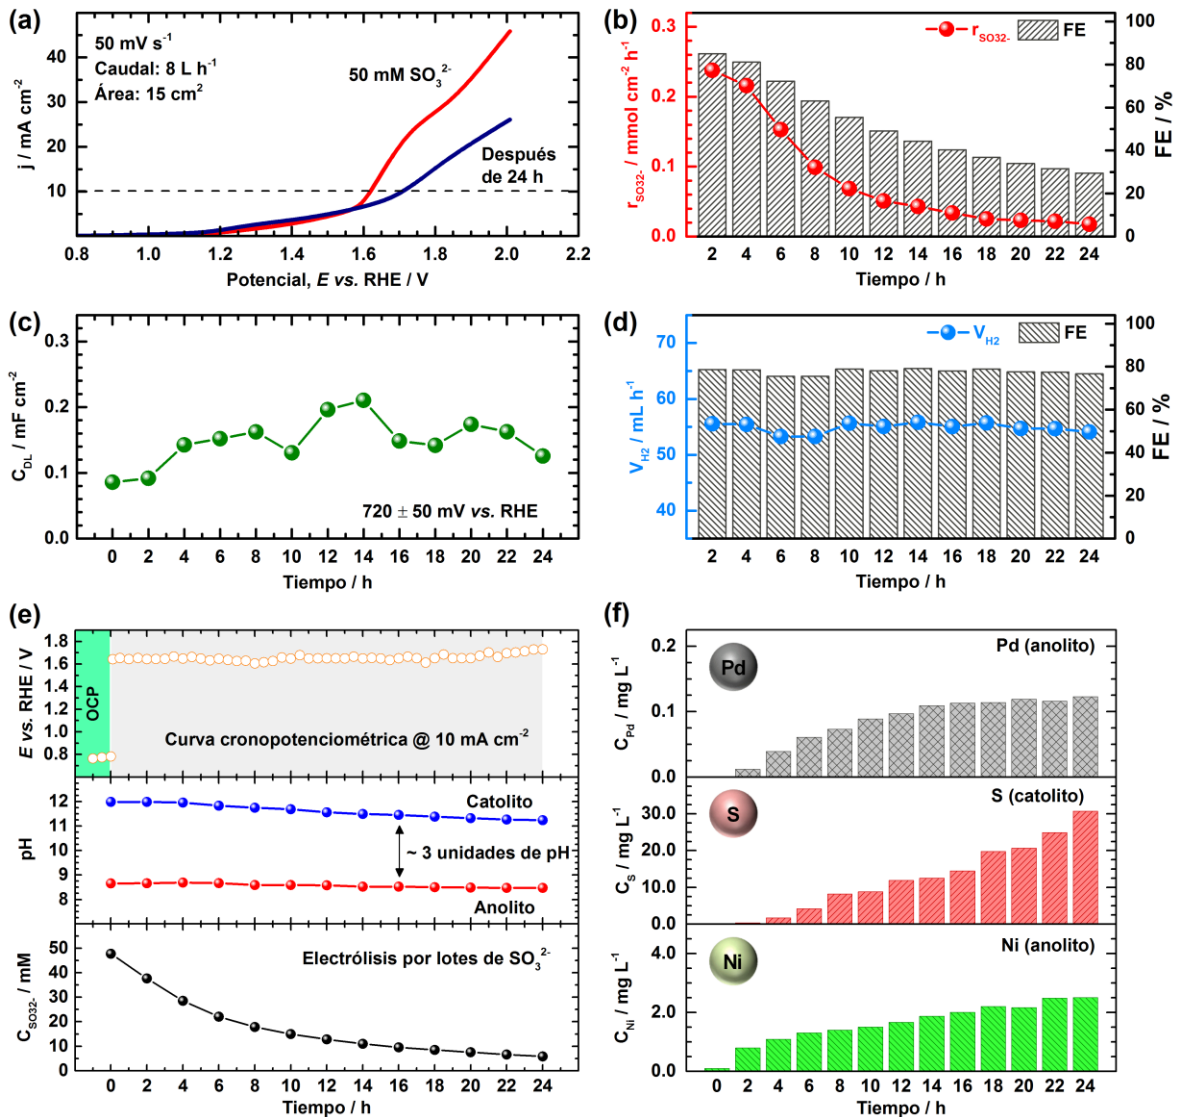 (a)
50 mV s⁻¹
Caudal: 8 L h⁻¹
Área: 15 cm²
50 mM SO₃²⁻
Después
de 24 h
j / mA cm⁻²
40
30
20
10
0
0.8 1.0 1.2 1.4 1.6 1.8 2.0 2.2
Potencial, E vs. RHE / V
(b)
r_SO32- FE
r_SO32- / mmol cm⁻² h⁻¹
0.3
0.2
0.1
0.0
FE / %
100
80
60
40
20
0
2 4 6 8 10 12 14 16 18 20 22 24
Tiempo / h
(c)
C_DL / mF cm⁻²
0.3
0.2
0.1
0.0
720 ± 50 mV vs. RHE
0 2 4 6 8 10 12 14 16 18 20 22 24
Tiempo / h
(d)
V_H2 FE
V_H2 / mL h⁻¹
70
60
50
40
FE / %
100
80
60
40
20
0
2 4 6 8 10 12 14 16 18 20 22 24
Tiempo / h
(e)
E vs. RHE / V
1.8
1.6
1.4
1.2
1.0
0.8
OCP
Curva cronopotenciométrica @ 10 mA cm⁻²
pH
12
11
9
8
Catolito
~ 3 unidades de pH
Anolito
C_SO32- / mM
50
40
30
20
10
0
Electrólisis por lotes de SO₃²⁻
0 2 4 6 8 10 12 14 16 18 20 22 24
Tiempo / h
(f)
C_Pd / mg L⁻¹
0.2
0.1
0.0
Pd
Pd (anolito)
C_S / mg L⁻¹
30.0
20.0
10.0
0.0
S
S (catolito)
C_Ni / mg L⁻¹
4.0
2.0
0.0
Ni
Ni (anolito)
0 2 4 6 8 10 12 14 16 18 20 22 24
Tiempo / h